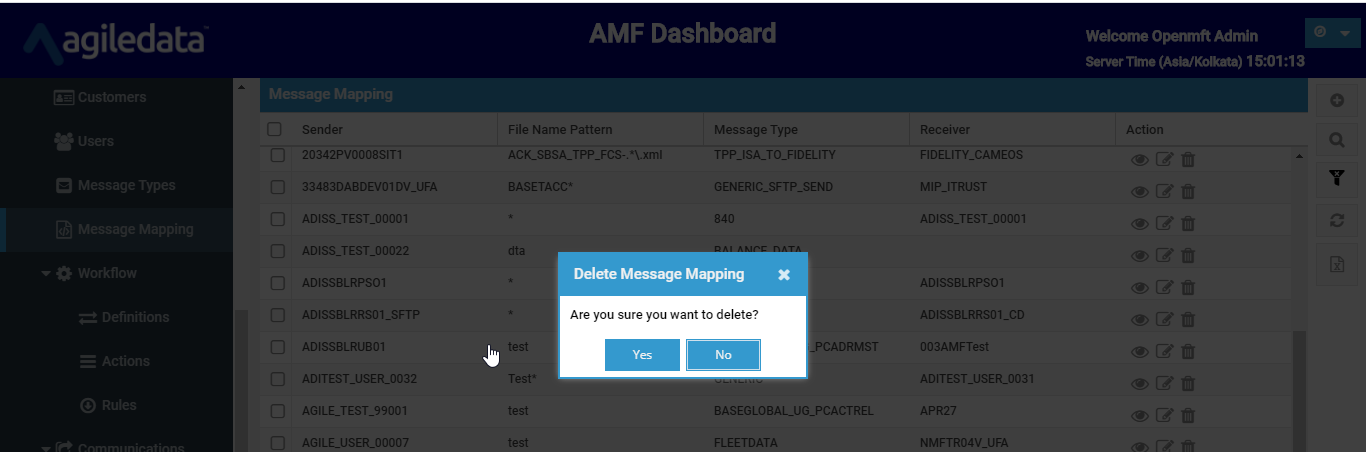 agiledata™
AMF Dashboard
Welcome Openmft Admin
Server Time (Asia/Kolkata) 15:01:13
Customers
Users
Message Types
Message Mapping
Workflow
Definitions
Actions
Rules
Communications
Message Mapping
Sender File Name Pattern Message Type Receiver Action
20342PV0008SIT1 ACK_SBSA_TPP_FCS-.*\.xml TPP_ISA_TO_FIDELITY FIDELITY_CAMEOS
33483DABDEV01DV_UFA BASETACC* GENERIC_SFTP_SEND MIP_ITRUST
ADISS_TEST_00001 * 840 ADISS_TEST_00001
ADISS_TEST_00022 dta BALANCE_DATA
ADISSBLRPSO1 * ADISSBLRPSO1
ADISSBLRRS01_SFTP * ADISSBLRRS01_CD
ADISSBLRUB01 test _PCADRMST 003AMFTest
ADITEST_USER_0032 Test* GENERIC ADITEST_USER_0031
AGILE_TEST_99001 test BASEGLOBAL_UG_PCACTREL APR27
AGILE_USER_00007 test FLEETDATA NMFTR04V_UFA
Delete Message Mapping
Are you sure you want to delete?
Yes No